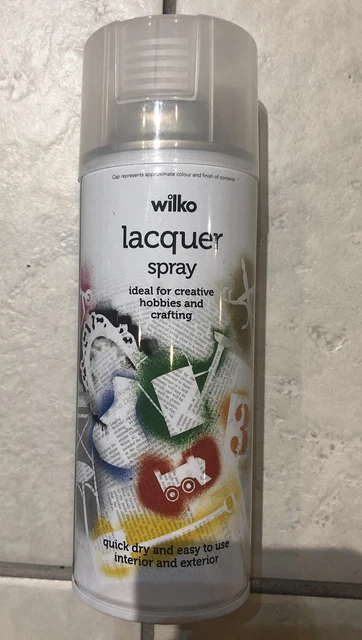 Cap represents approximate colour and finish of contents
wilko
lacquer
spray
ideal for creative
hobbies and
crafting
3
quick dry and easy to use
interior and exterior